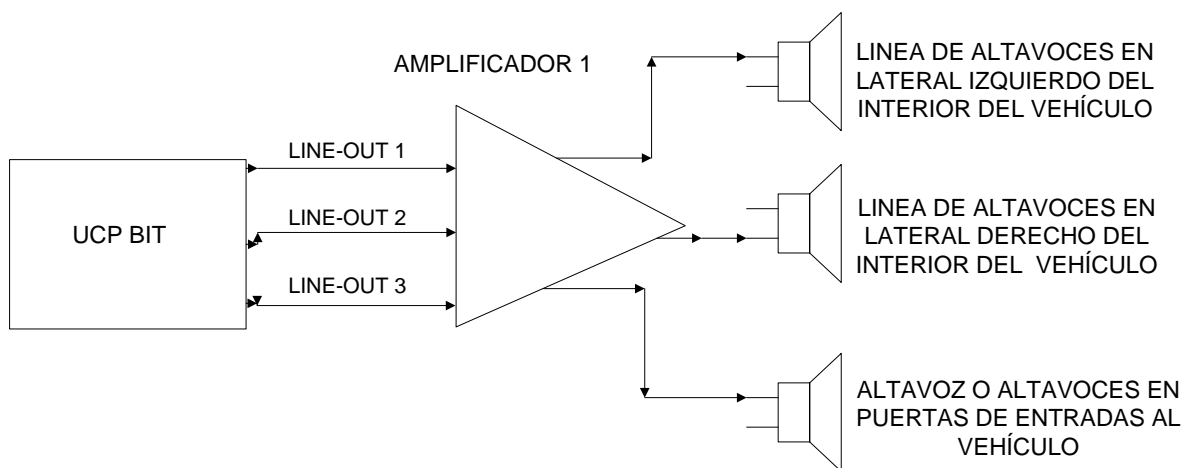 AMPLIFICADOR 1
UCP BIT
LINE-OUT 1
LINE-OUT 2
LINE-OUT 3
LINEA DE ALTAVOCES EN
LATERAL IZQUIERDO DEL
INTERIOR DEL VEHÍCULO
LINEA DE ALTAVOCES EN
LATERAL DERECHO DEL
INTERIOR DEL VEHÍCULO
ALTAVOZ O ALTAVOCES EN
PUERTAS DE ENTRADAS AL
VEHÍCULO